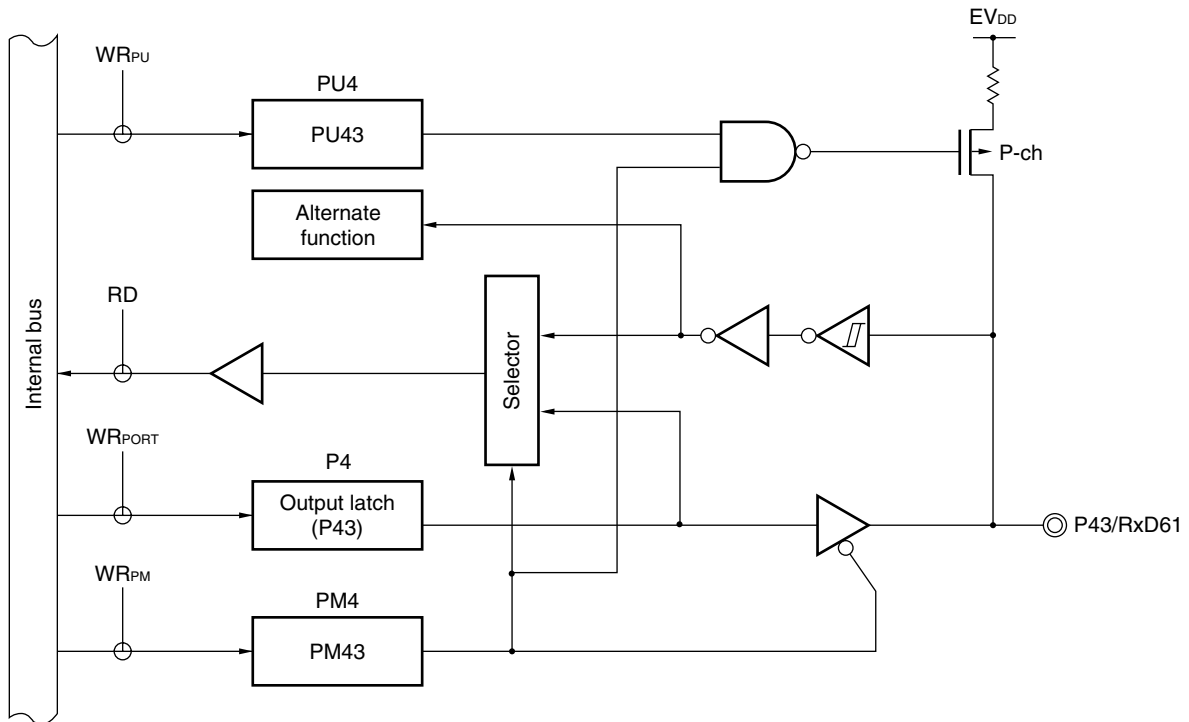 EVDD
WRPU
PU4
PU43
P-ch
Alternate
function
RD
Internal bus
Selector
WRPORT
P4
Output latch
(P43)
P43/RxD61
WRPM
PM4
PM43